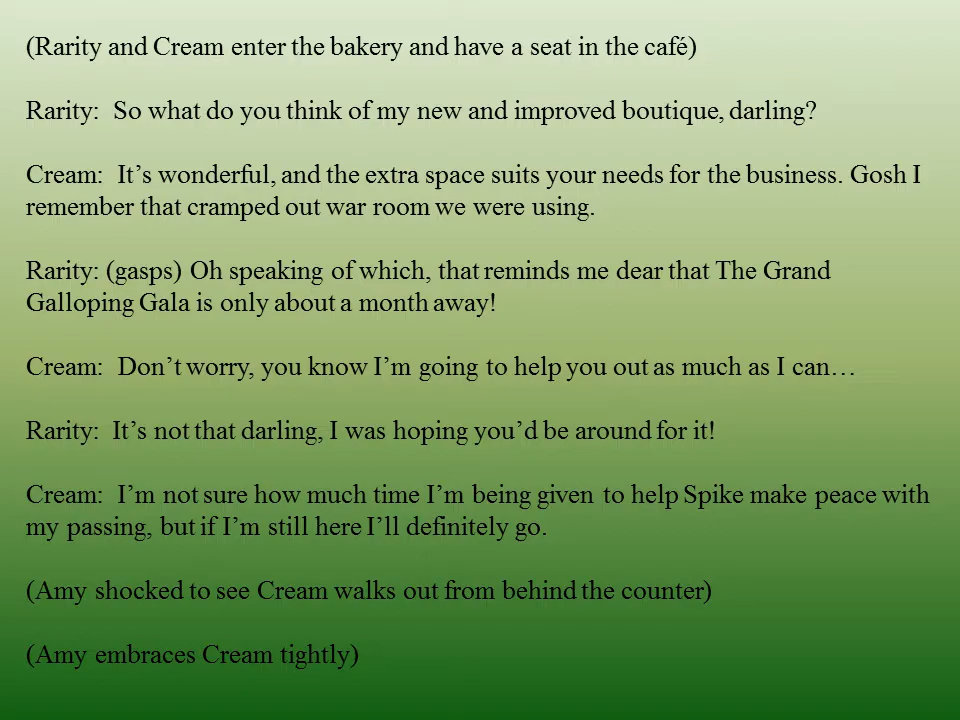 (Rarity and Cream enter the bakery and have a seat in the café)
Rarity:  So what do you think of my new and improved boutique, darling?
Cream:  It’s wonderful, and the extra space suits your needs for the business. Gosh I
remember that cramped out war room we were using.
Rarity: (gasps) Oh speaking of which, that reminds me dear that The Grand
Galloping Gala is only about a month away!
Cream:  Don’t worry, you know I’m going to help you out as much as I can…
Rarity:  It’s not that darling, I was hoping you’d be around for it!
Cream:  I’m not sure how much time I’m being given to help Spike make peace with
my passing, but if I’m still here I’ll definitely go.
(Amy shocked to see Cream walks out from behind the counter)
(Amy embraces Cream tightly)